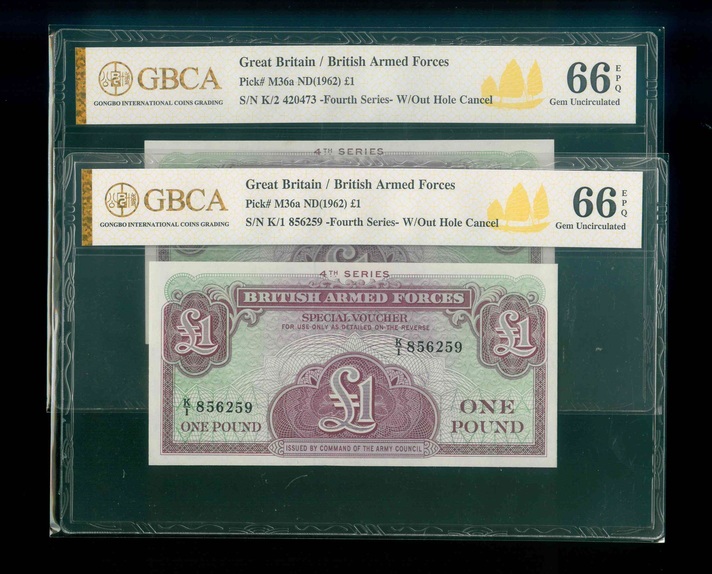 GBCA
GONGBO INTERNATIONAL COINS GRADING
Great Britain / British Armed Forces
Pick# M36a ND(1962) £1
S/N K/2 420473 -Fourth Series- W/Out Hole Cancel
66 EPQ
Gem Uncirculated
4TH SERIES
GBCA
GONGBO INTERNATIONAL COINS GRADING
Great Britain / British Armed Forces
Pick# M36a ND(1962) £1
S/N K/1 856259 -Fourth Series- W/Out Hole Cancel
66 EPQ
Gem Uncirculated
£1
4TH SERIES
BRITISH ARMED FORCES
SPECIAL VOUCHER
FOR USE ONLY AS DETAILED ON THE REVERSE
£1
£1
K/1 856259
K/1 856259
£1
ONE POUND
ONE
POUND
ISSUED BY COMMAND OF THE ARMY COUNCIL